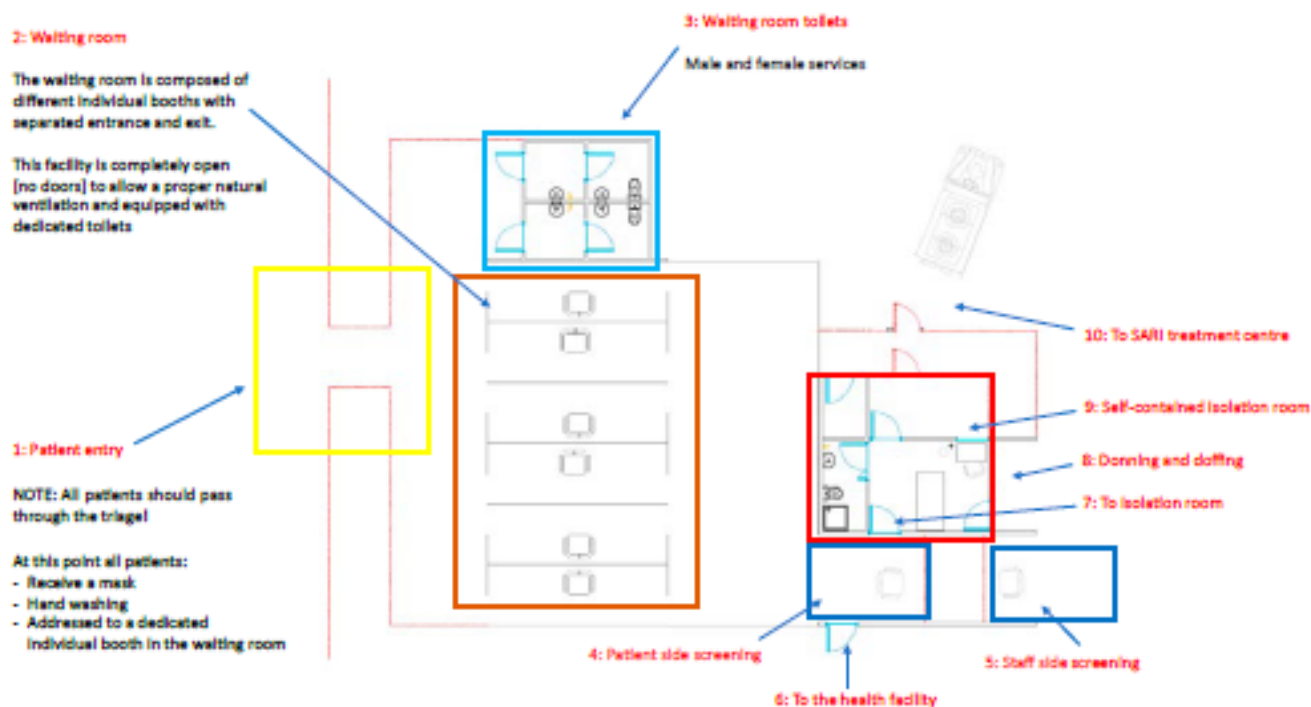 2: Waiting room
The waiting room is composed of
different individual booths with
separated entrance and exit.
This facility is completely open
[no doors] to allow a proper natural
ventilation and equipped with
dedicated toilets
3: Waiting room toilets
Male and female services
1: Patient entry
NOTE: All patients should pass
through the triage!
At this point all patients:
- Receive a mask
- Hand washing
- Addressed to a dedicated
individual booth in the waiting room
10: To SARI treatment centre
9: Self-contained isolation room
8: Donning and doffing
7: To isolation room
4: Patient side screening
5: Staff side screening
6: To the health facility